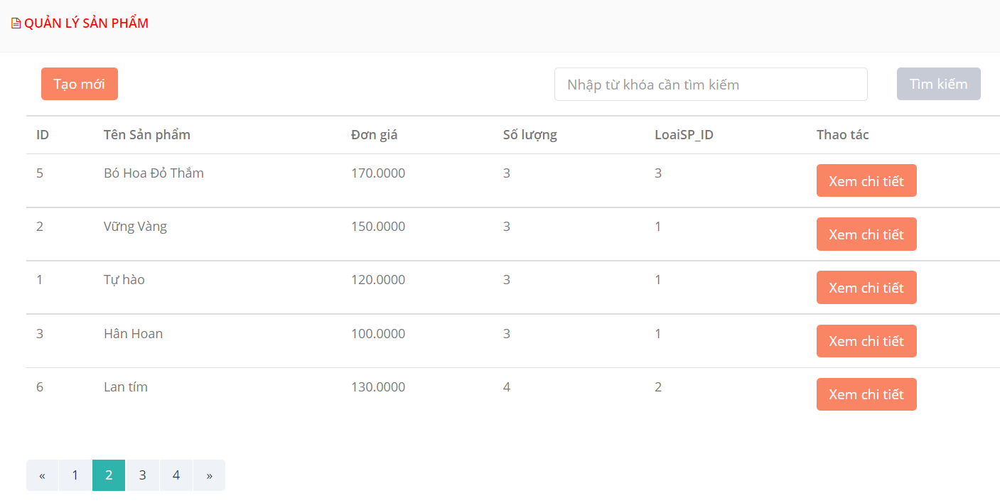 QUẢN LÝ SẢN PHẨM
Tạo mới Nhập từ khóa cần tìm kiếm Tìm kiếm
ID Tên Sản phẩm Đơn giá Số lượng LoaiSP_ID Thao tác
5 Bó Hoa Đỏ Thắm 170.0000 3 3 Xem chi tiết
2 Vững Vàng 150.0000 3 1 Xem chi tiết
1 Tự hào 120.0000 3 1 Xem chi tiết
3 Hân Hoan 100.0000 3 1 Xem chi tiết
6 Lan tím 130.0000 4 2 Xem chi tiết
« 1 2 3 4 »